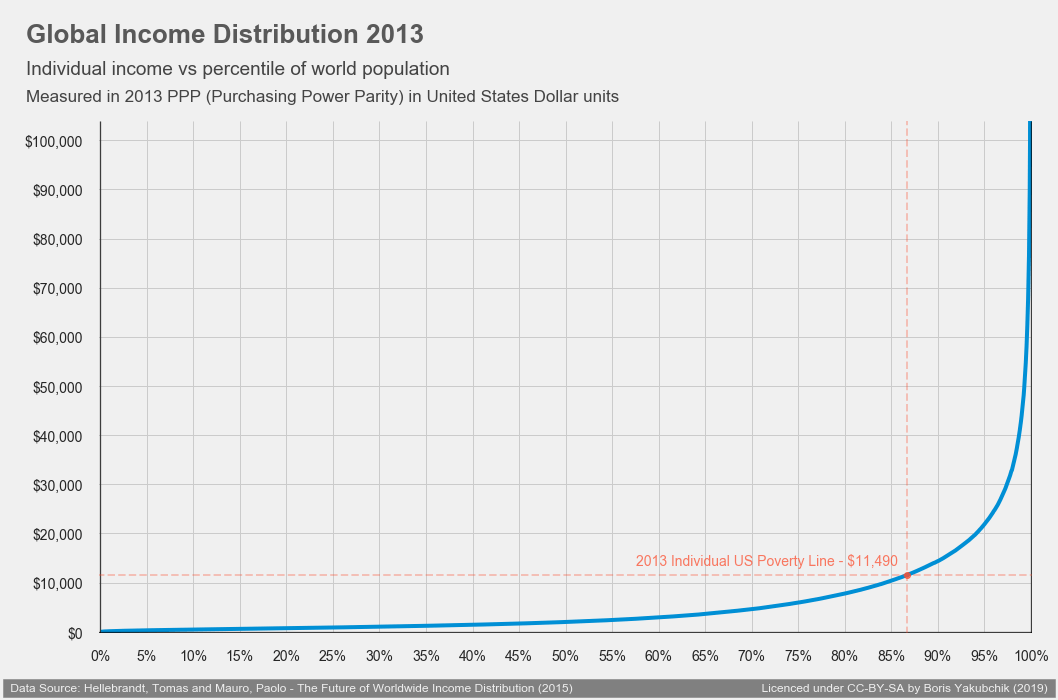 Global Income Distribution 2013
Individual income vs percentile of world population
Measured in 2013 PPP (Purchasing Power Parity) in United States Dollar units
$100,000
$90,000
$80,000
$70,000
$60,000
$50,000
$40,000
$30,000
$20,000
2013 Individual US Poverty Line - $11,490
$10,000
$0
0% 5% 10% 15% 20% 25% 30% 35% 40% 45% 50% 55% 60% 65% 70% 75% 80% 85% 90% 95% 100%
Data Source: Hellebrandt, Tomas and Mauro, Paolo - The Future of Worldwide Income Distribution (2015)
Licenced under CC-BY-SA by Boris Yakubchik (2019)